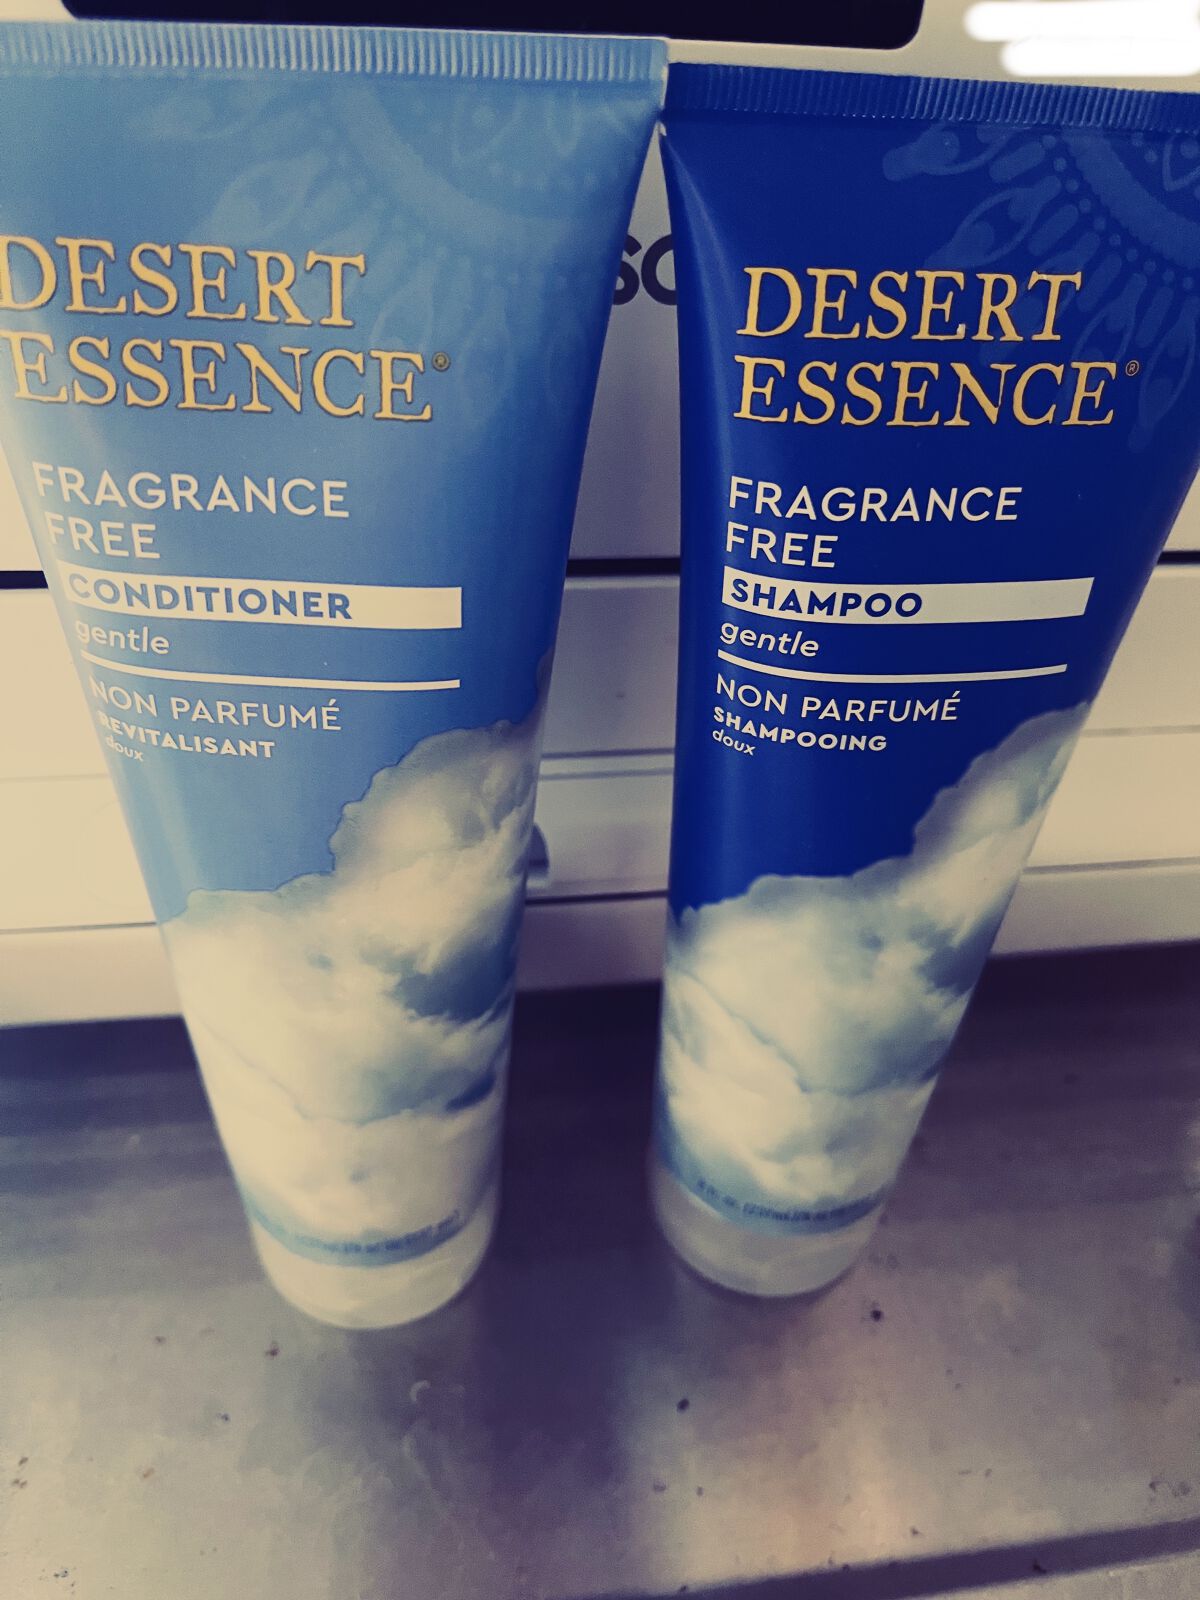 DESERT
ESSENCE®
FRAGRANCE
FREE
CONDITIONER
gentle
NON PARFUMÉ
REVITALISANT
doux
DESERT
ESSENCE®
FRAGRANCE
FREE
SHAMPOO
gentle
NON PARFUMÉ
SHAMPOOING
doux